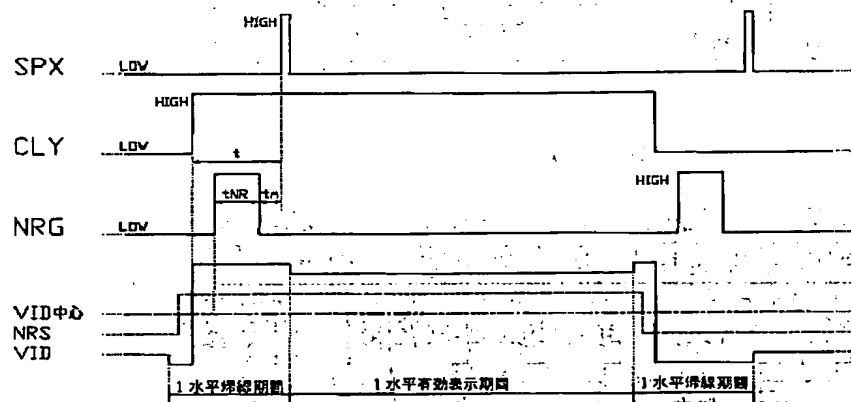 HIGH
SPX LOW
HIGH
CLY LOW
t
HIGH
tNR tm
NRG LOW
VID中心
NRS
VID
1水平帰線期間 1水平有効表示期間 1水平帰線期間